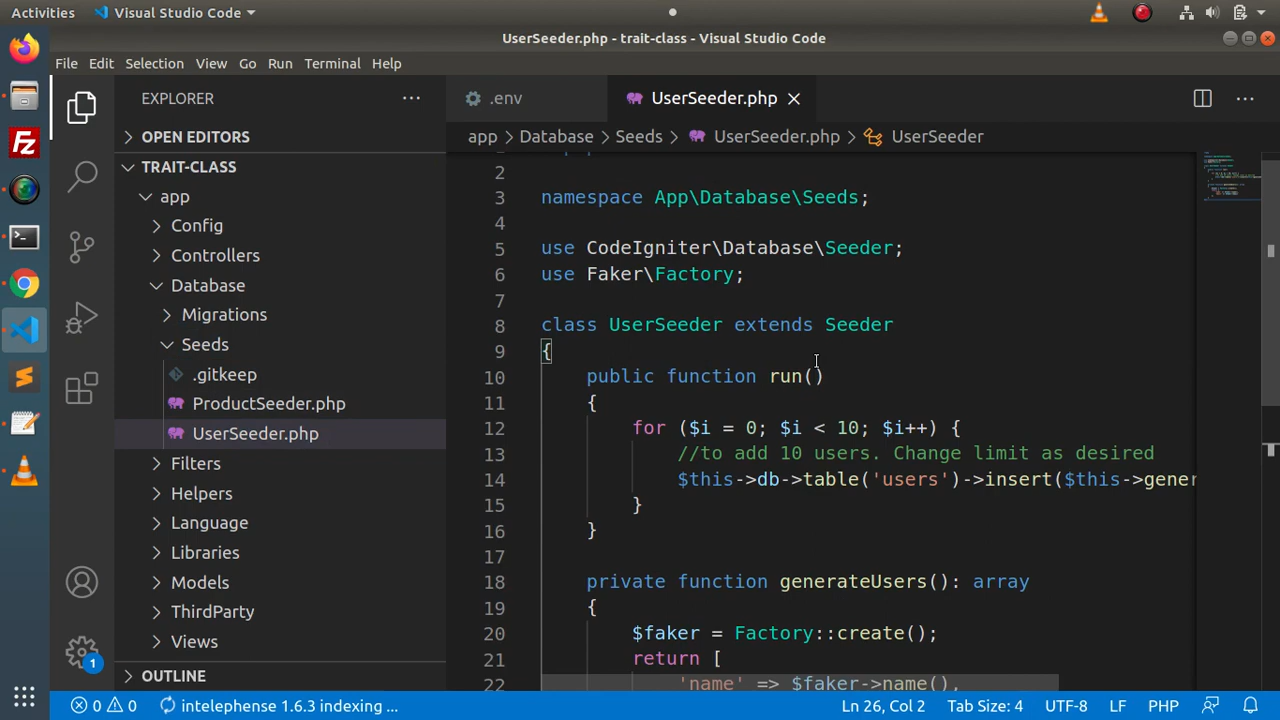 Activities
Visual Studio Code
UserSeeder.php - trait-class - Visual Studio Code
File Edit Selection View Go Run Terminal Help
EXPLORER
OPEN EDITORS
TRAIT-CLASS
app
Config
Controllers
Database
Migrations
Seeds
.gitkeep
ProductSeeder.php
UserSeeder.php
Filters
Helpers
Language
Libraries
Models
ThirdParty
Views
OUTLINE
.env
UserSeeder.php
app > Database > Seeds > UserSeeder.php > UserSeeder
2
3 namespace App\Database\Seeds;
4
5 use CodeIgniter\Database\Seeder;
6 use Faker\Factory;
7
8 class UserSeeder extends Seeder
9 {
10 public function run()
11 {
12 for ($i = 0; $i < 10; $i++) {
13 //to add 10 users. Change limit as desired
14 $this->db->table('users')->insert($this->gener
15 }
16 }
17
18 private function generateUsers(): array
19 {
20 $faker = Factory::create();
21 return [
22 'name' => $faker->name(),
1
0 0 intelephense 1.6.3 indexing ...
Ln 26, Col 2 Tab Size: 4 UTF-8 LF PHP